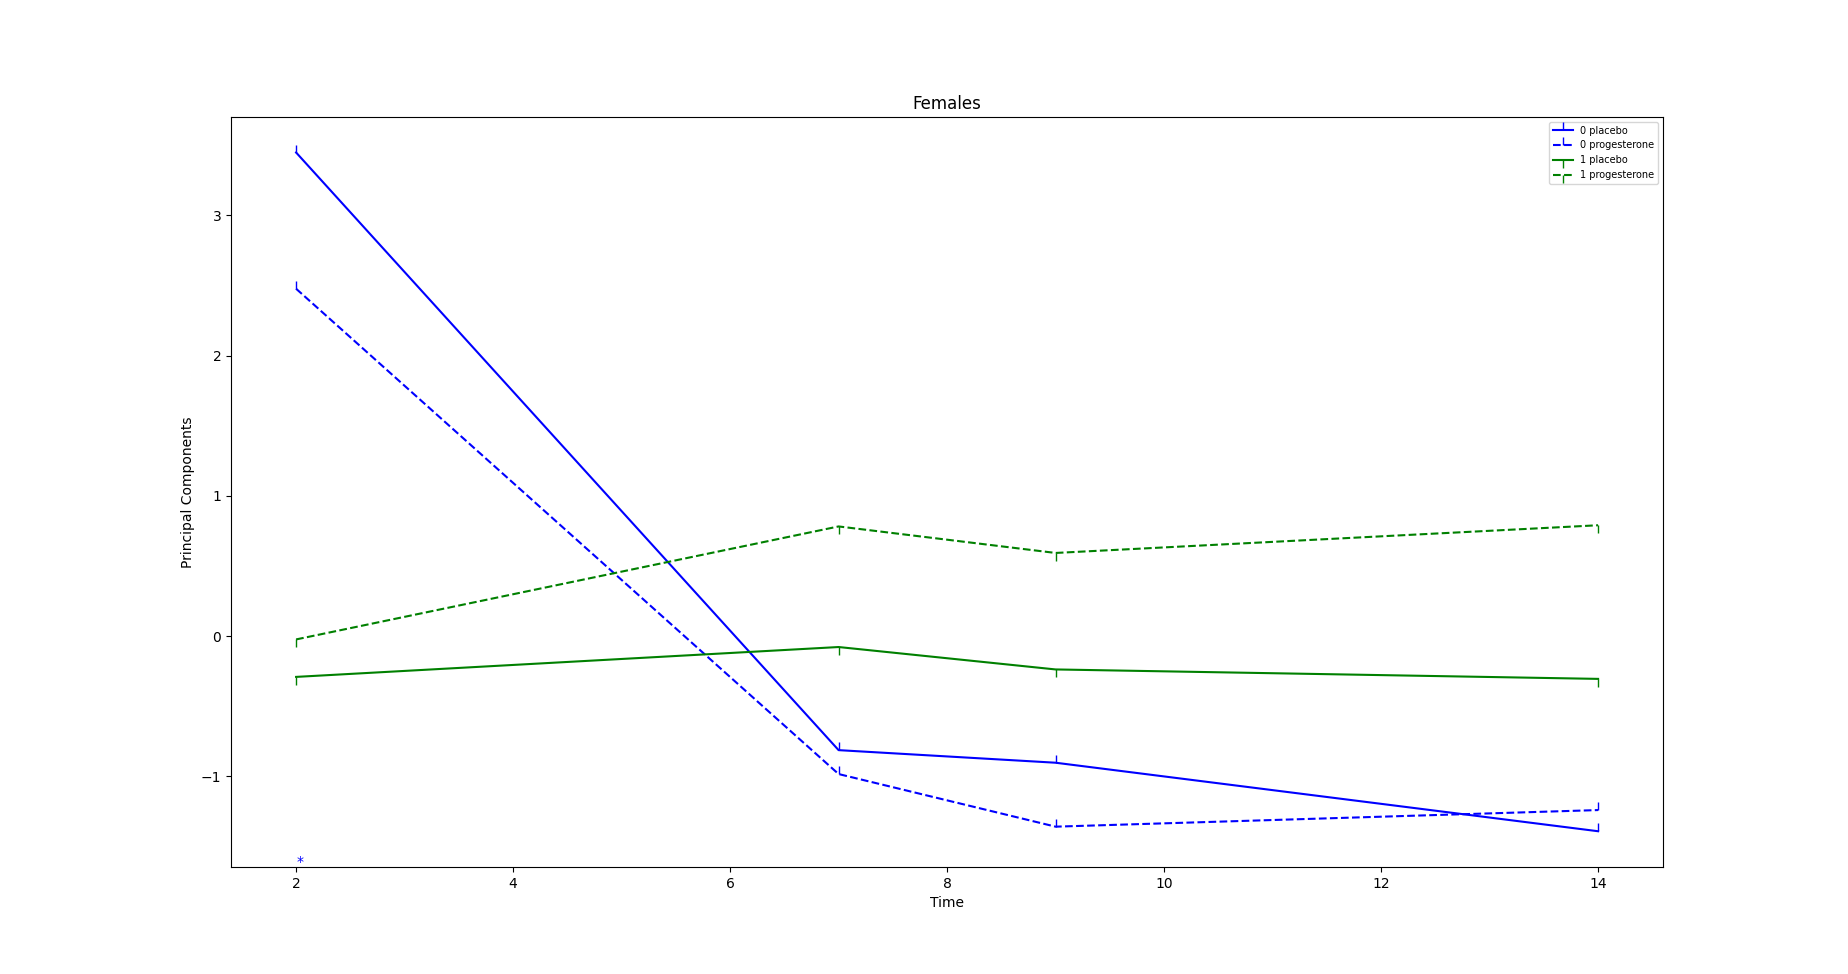 Females
0 placebo
0 progesterone
1 placebo
1 progesterone
Principal Components
3
2
1
0
−1
*
2 4 6 8 10 12 14
Time